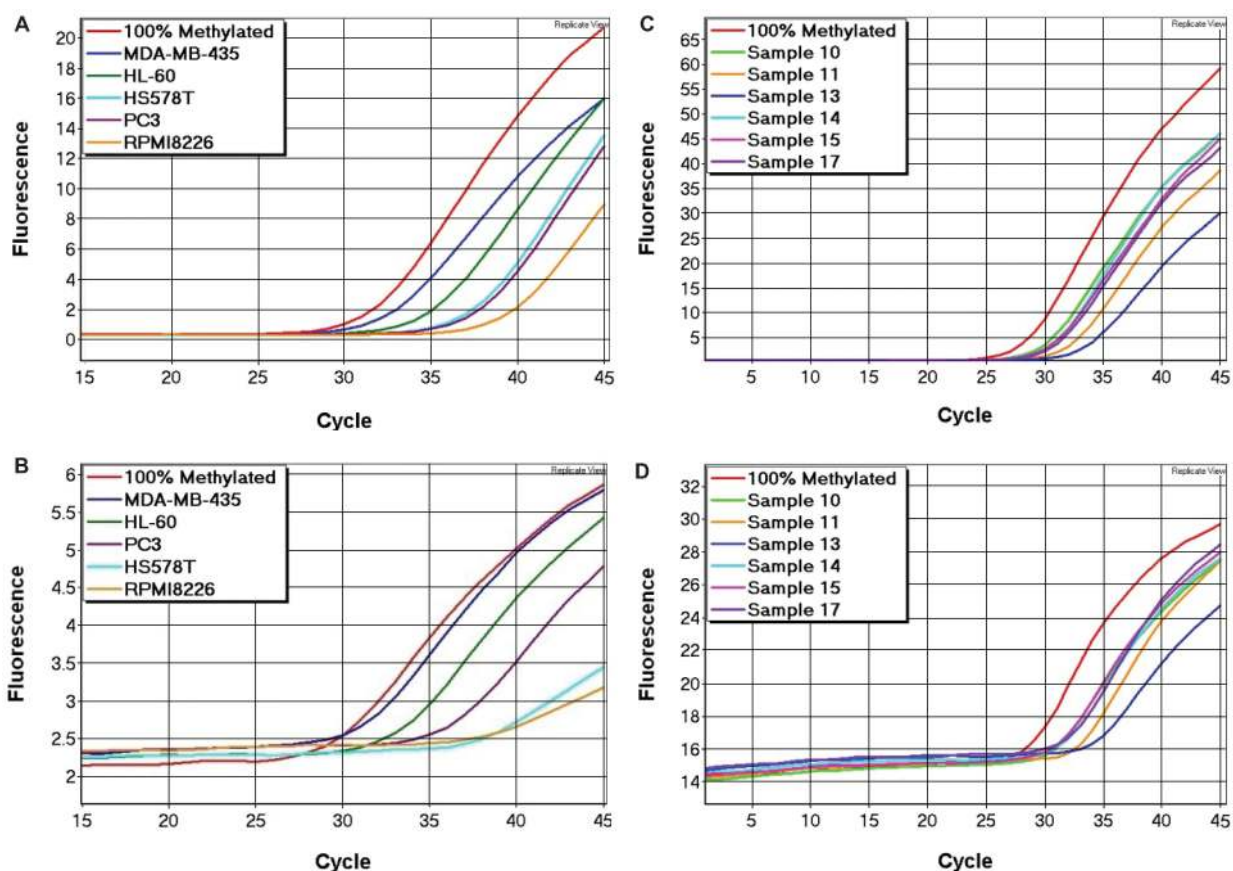 A
Replicate View
100% Methylated
MDA-MB-435
HL-60
HS578T
PC3
RPMI8226
Fluorescence
20
18
16
14
12
10
8
6
4
2
0
15 20 25 30 35 40 45
Cycle
C
Replicate View
100% Methylated
Sample 10
Sample 11
Sample 13
Sample 14
Sample 15
Sample 17
Fluorescence
65
60
55
50
45
40
35
30
25
20
15
10
5
5 10 15 20 25 30 35 40 45
Cycle
B
Replicate View
100% Methylated
MDA-MB-435
HL-60
PC3
HS578T
RPMI8226
Fluorescence
6
5.5
5
4.5
4
3.5
3
2.5
2
15 20 25 30 35 40 45
Cycle
D
Replicate View
100% Methylated
Sample 10
Sample 11
Sample 13
Sample 14
Sample 15
Sample 17
Fluorescence
32
30
28
26
24
22
20
18
16
14
5 10 15 20 25 30 35 40 45
Cycle